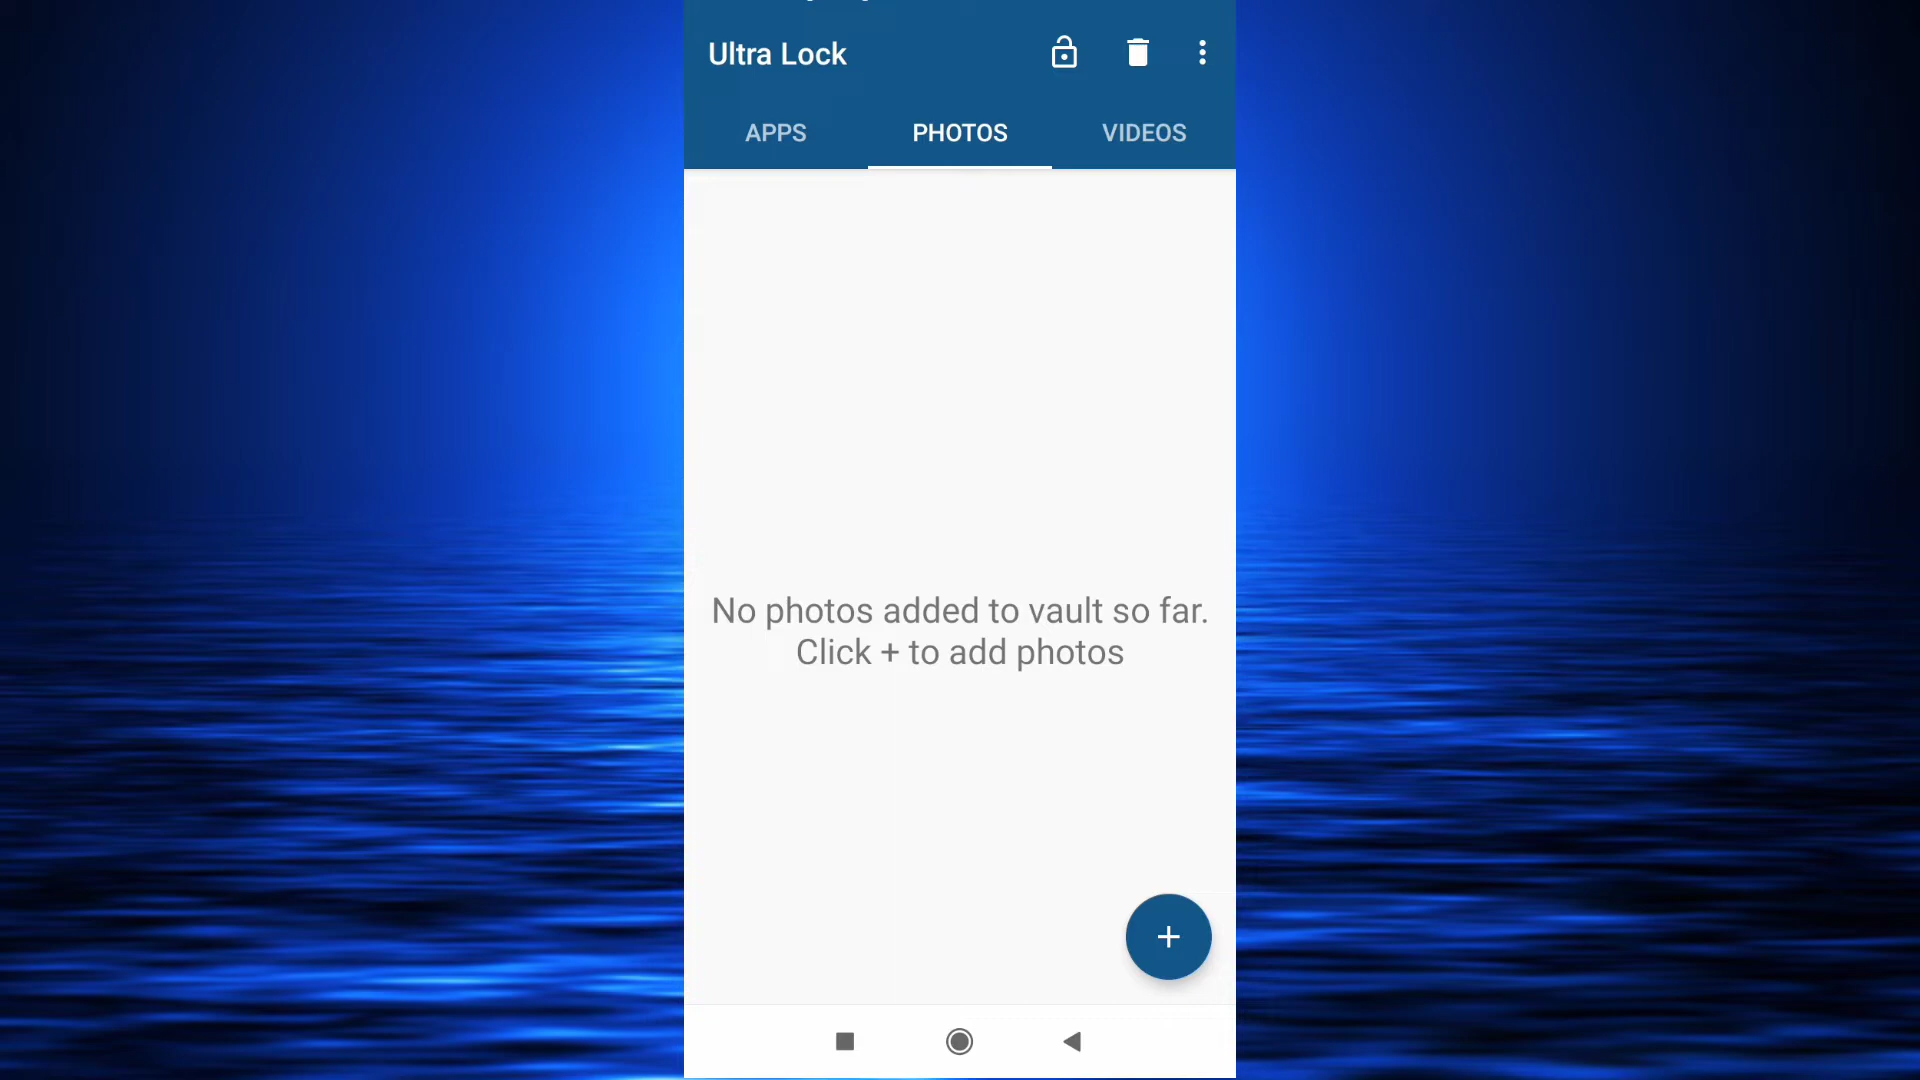 Ultra Lock
APPS
PHOTOS
VIDEOS
No photos added to vault so far.
Click + to add photos